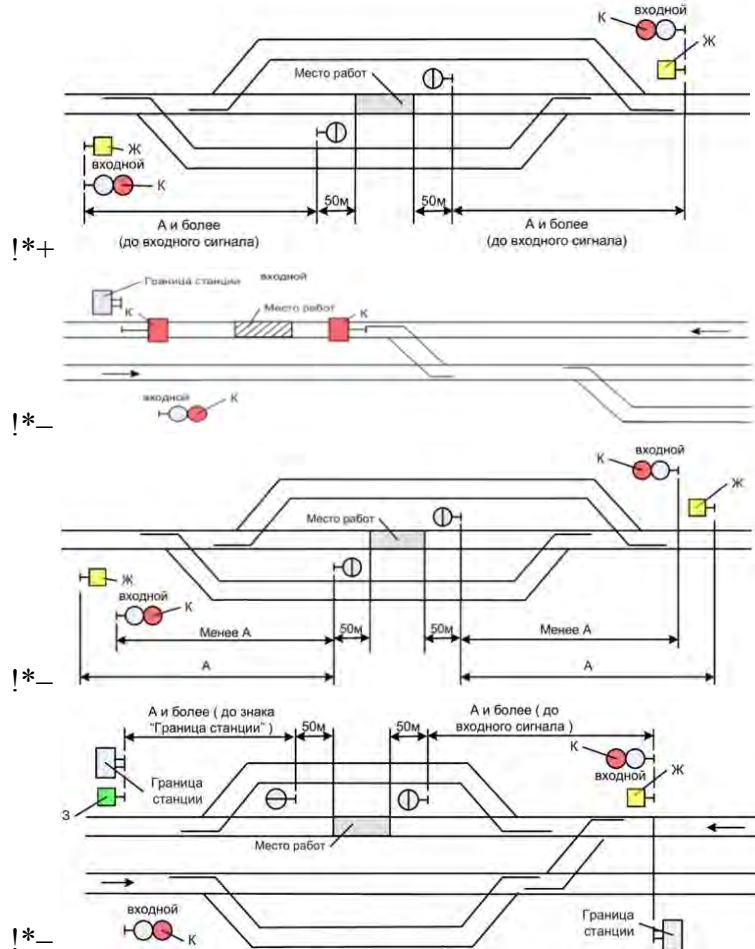 входной
К
Ж
Место работ
Ж
входной
К
50м
50м
А и более
(до входного сигнала)
А и более
(до входного сигнала)
!*+
Граница станции
входной
К
Место работ
К
входной
К
!*–
входной
К
Ж
Место работ
Ж
входной
К
Менее А
50м
50м
Менее А
А
А
!*–
А и более ( до знака
"Граница станции" )
50м
50м
А и более ( до
входного сигнала )
К
входной
Ж
Граница
станции
З
Место работ
входной
К
Граница
станции
!*–